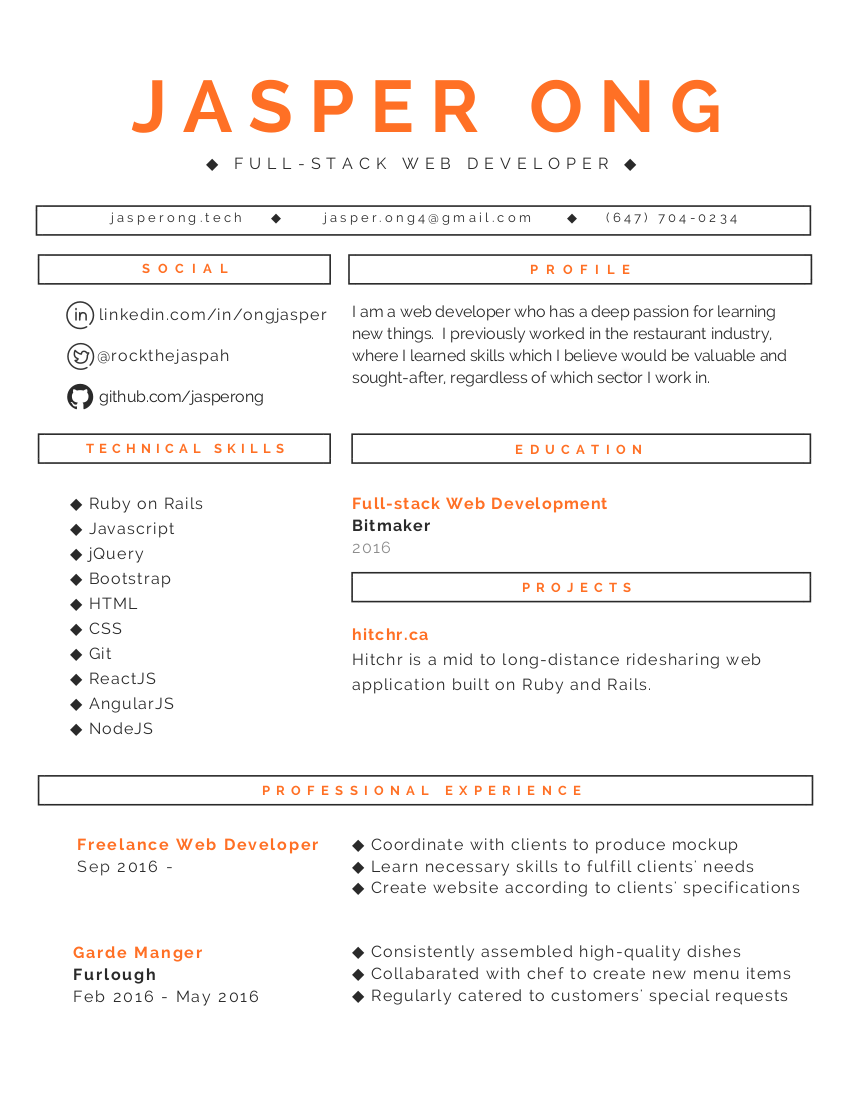 JASPER ONG
◆ FULL-STACK WEB DEVELOPER ◆
jasperong.tech ◆ jasper.ong4@gmail.com ◆ (647) 704-0234
SOCIAL
linkedin.com/in/ongjasper
@rockthejaspah
github.com/jasperong
PROFILE
I am a web developer who has a deep passion for learning
new things. I previously worked in the restaurant industry,
where I learned skills which I believe would be valuable and
sought-after, regardless of which sector I work in.
TECHNICAL SKILLS
◆ Ruby on Rails
◆ Javascript
◆ jQuery
◆ Bootstrap
◆ HTML
◆ CSS
◆ Git
◆ ReactJS
◆ AngularJS
◆ NodeJS
EDUCATION
Full-stack Web Development
Bitmaker
2016
PROJECTS
hitchr.ca
Hitchr is a mid to long-distance ridesharing web
application built on Ruby and Rails.
PROFESSIONAL EXPERIENCE
Freelance Web Developer
Sep 2016 -
◆ Coordinate with clients to produce mockup
◆ Learn necessary skills to fulfill clients' needs
◆ Create website according to clients' specifications
Garde Manger
Furlough
Feb 2016 - May 2016
◆ Consistently assembled high-quality dishes
◆ Collabarated with chef to create new menu items
◆ Regularly catered to customers' special requests